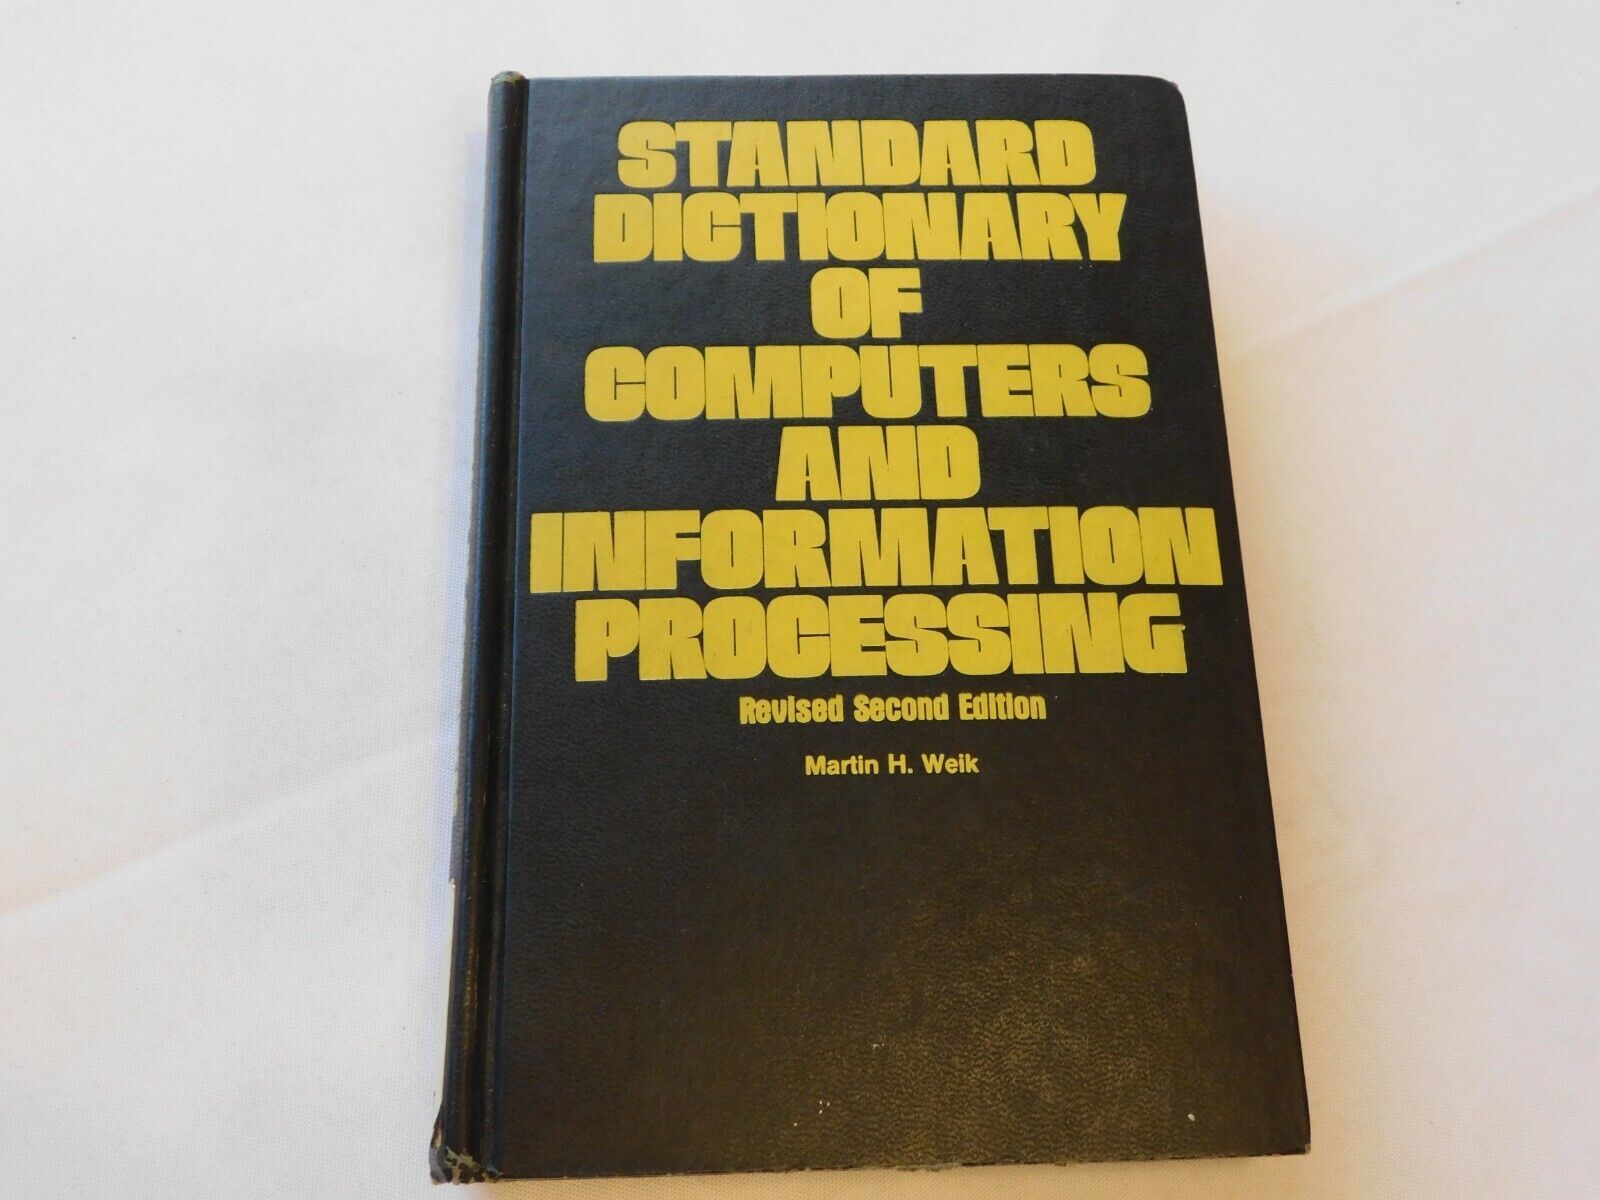 STANDARD
DICTIONARY
OF
COMPUTERS
AND
INFORMATION
PROCESSING
Revised Second Edition
Martin H. Weik